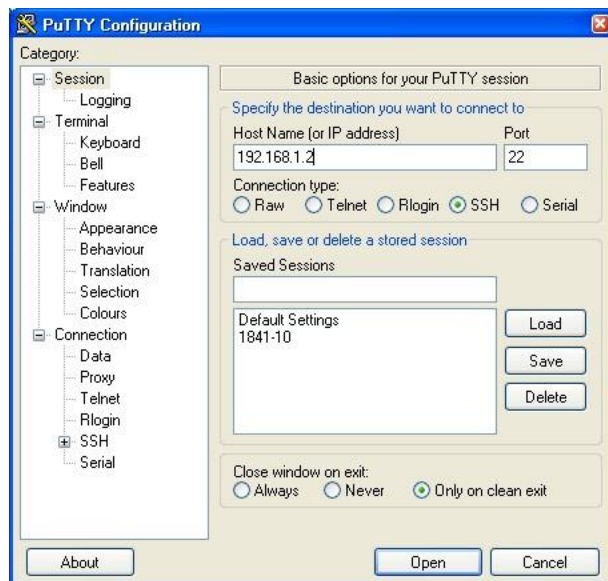 PuTTY Configuration
Category:
Session
Logging
Terminal
Keyboard
Bell
Features
Window
Appearance
Behaviour
Translation
Selection
Colours
Connection
Data
Proxy
Telnet
Rlogin
SSH
Serial
Basic options for your PuTTY session
Specify the destination you want to connect to
Host Name (or IP address) Port
192.168.1.2 22
Connection type:
Raw Telnet Rlogin SSH Serial
Load, save or delete a stored session
Saved Sessions
Default Settings
1841-10
Load
Save
Delete
Close window on exit:
Always Never Only on clean exit
About Open Cancel